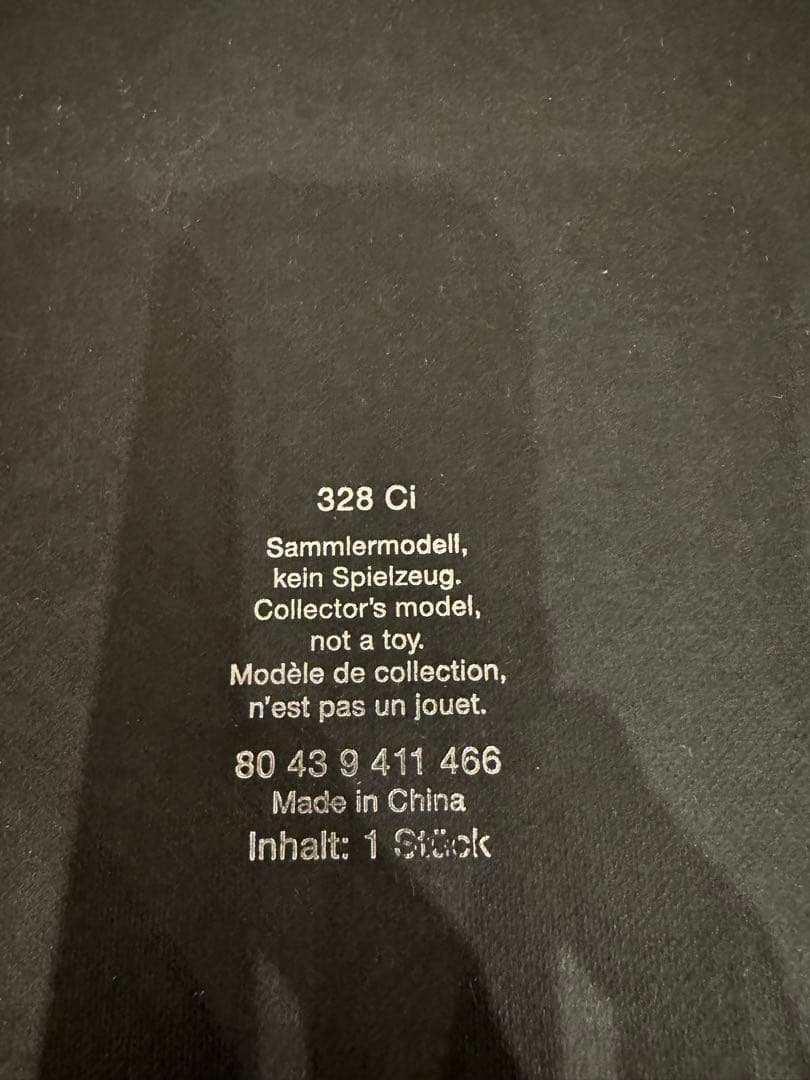 328 Ci
Sammlermodell,
kein Spielzeug.
Collector's model,
not a toy.
Modèle de collection,
n'est pas un jouet.
80 43 9 411 466
Made in China
Inhalt: 1 Stück